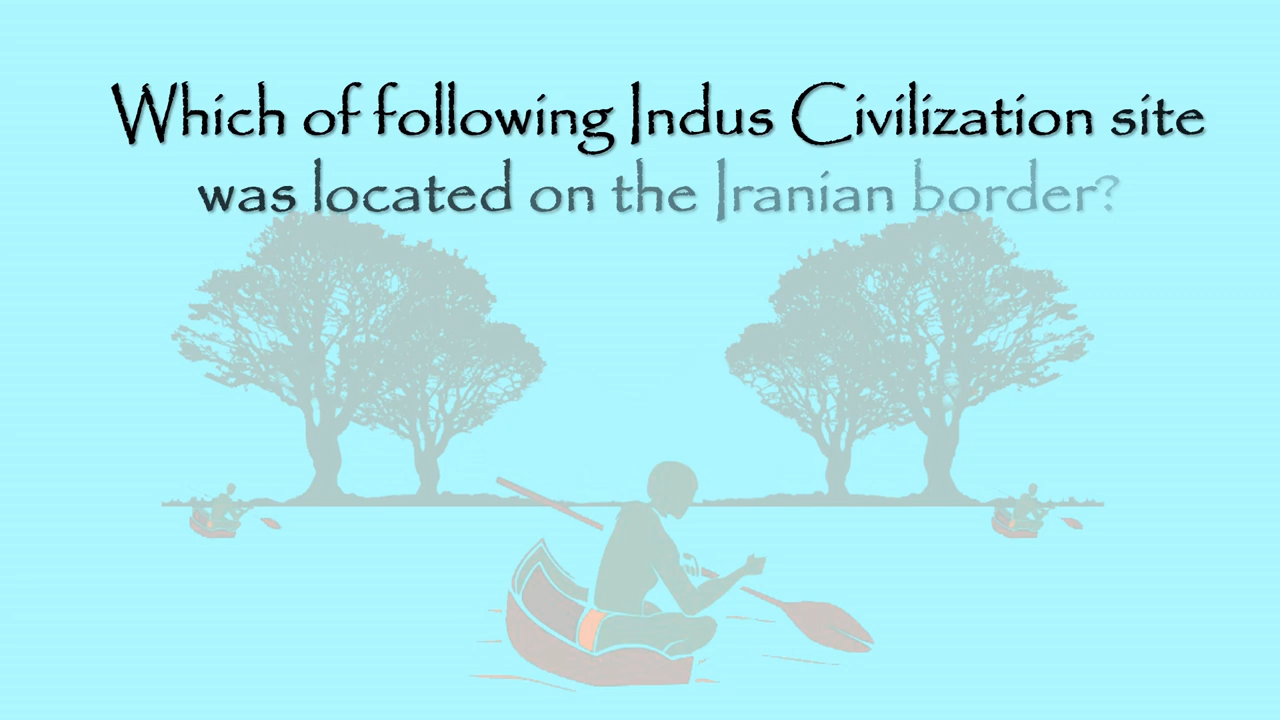 Which of following Indus Civilization site
was located on the Iranian border?